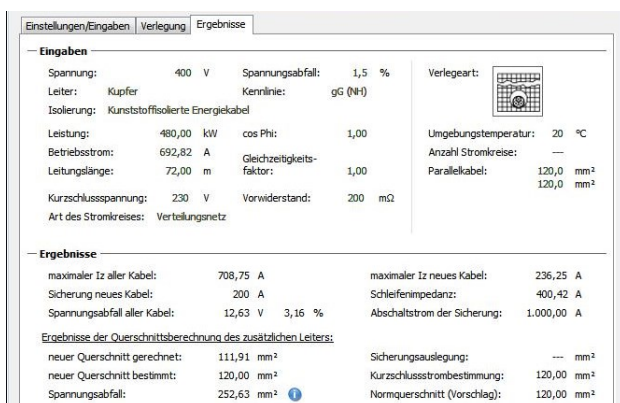 Einstellungen/Eingaben Verlegung Ergebnisse
Eingaben
Spannung: 400 V Spannungsabfall: 1,5 % Verlegeart:
Leiter: Kupfer Kennlinie: gG (NH)
Isolierung: Kunststoffisolierte Energiekabel
Leistung: 480,00 kW cos Phi: 1,00 Umgebungstemperatur: 20 °C
Betriebsstrom: 692,82 A Gleichzeitigkeits- Anzahl Stromkreise: ---
Leitungslänge: 72,00 m faktor: 1,00 Parallelkabel: 120,0 mm²
120,0 mm²
Kurzschlussspannung: 230 V Vorwiderstand: 200 mΩ
Art des Stromkreises: Verteilungsnetz
Ergebnisse
maximaler Iz aller Kabel: 708,75 A maximaler Iz neues Kabel: 236,25 A
Sicherung neues Kabel: 200 A Schleifenimpedanz: 400,42 A
Spannungsabfall aller Kabel: 12,63 V 3,16 % Abschaltstrom der Sicherung: 1.000,00 A
Ergebnisse der Querschnittsberechnung des zusätzlichen Leiters:
neuer Querschnitt gerechnet: 111,91 mm² Sicherungsauslegung: --- mm²
neuer Querschnitt bestimmt: 120,00 mm² Kurzschlussstrombestimmung: 120,00 mm²
Spannungsabfall: 252,63 mm² i Normquerschnitt (Vorschlag): 120,00 mm²